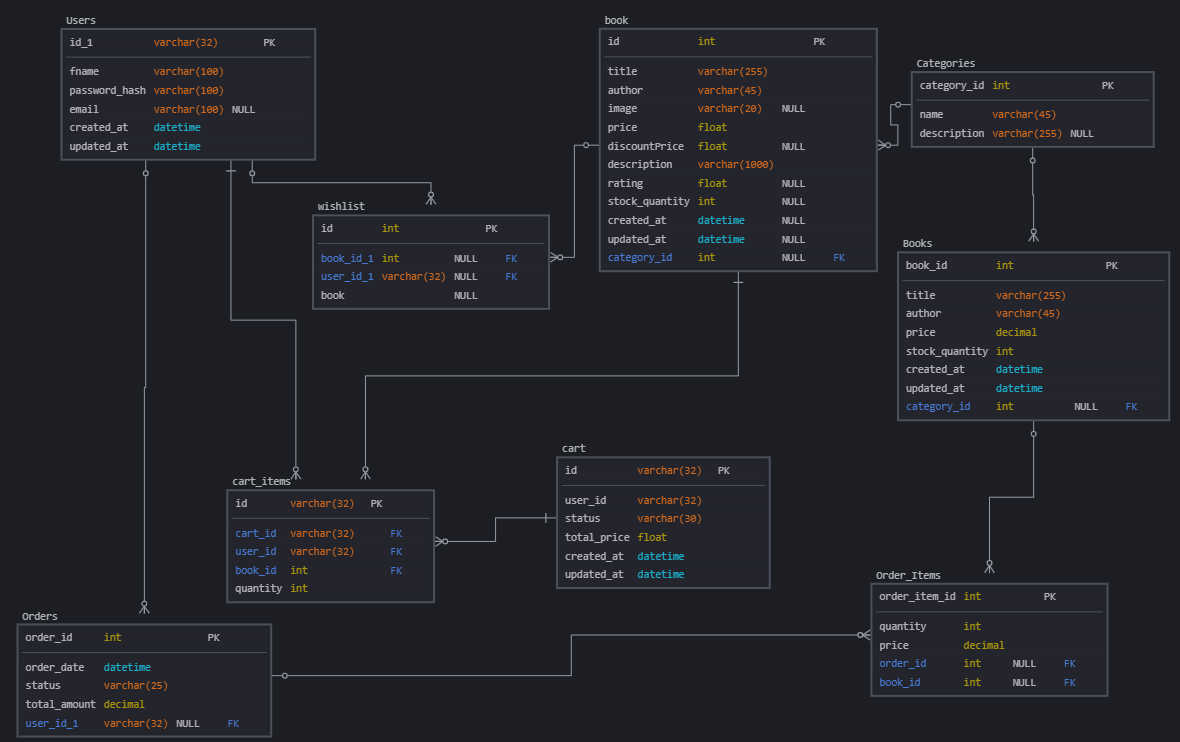 Users
id_1 varchar(32) PK
fname varchar(100)
password_hash varchar(100)
email varchar(100) NULL
created_at datetime
updated_at datetime
book
id int PK
title varchar(255)
author varchar(45)
image varchar(20) NULL
price float
discountPrice float NULL
description varchar(1000)
rating float NULL
stock_quantity int NULL
created_at datetime NULL
updated_at datetime NULL
category_id int NULL FK
Categories
category_id int PK
name varchar(45)
description varchar(255) NULL
wishlist
id int PK
book_id_1 int NULL FK
user_id_1 varchar(32) NULL FK
book NULL
Books
book_id int PK
title varchar(255)
author varchar(45)
price decimal
stock_quantity int
created_at datetime
updated_at datetime
category_id int NULL FK
cart_items
id varchar(32) PK
cart_id varchar(32) FK
user_id varchar(32) FK
book_id int FK
quantity int
cart
id varchar(32) PK
user_id varchar(32)
status varchar(30)
total_price float
created_at datetime
updated_at datetime
Orders
order_id int PK
order_date datetime
status varchar(25)
total_amount decimal
user_id_1 varchar(32) NULL FK
Order_Items
order_item_id int PK
quantity int
price decimal
order_id int NULL FK
book_id int NULL FK